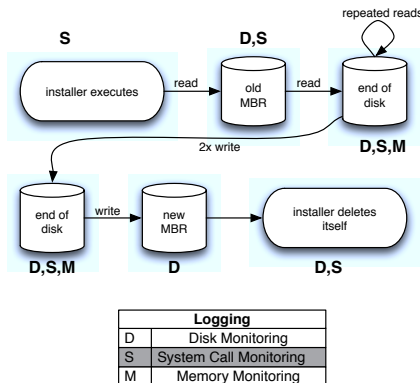 repeated reads
S
D,S
installer executes
read
old
MBR
read
end of
disk
D,S,M
2x write
end of
disk
write
new
MBR
installer deletes
itself
D,S,M
D
D,S
Logging
D Disk Monitoring
S System Call Monitoring
M Memory Monitoring